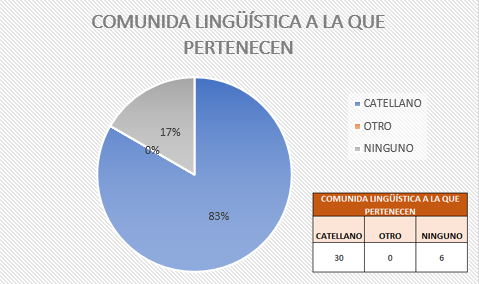 COMUNIDA LINGÜÍSTICA A LA QUE
PERTENECEN
17%
0%
83%
CATELLANO
OTRO
NINGUNO
COMUNIDA LINGÜÍSTICA A LA QUE
PERTENECEN
CATELLANO OTRO NINGUNO
30 0 6